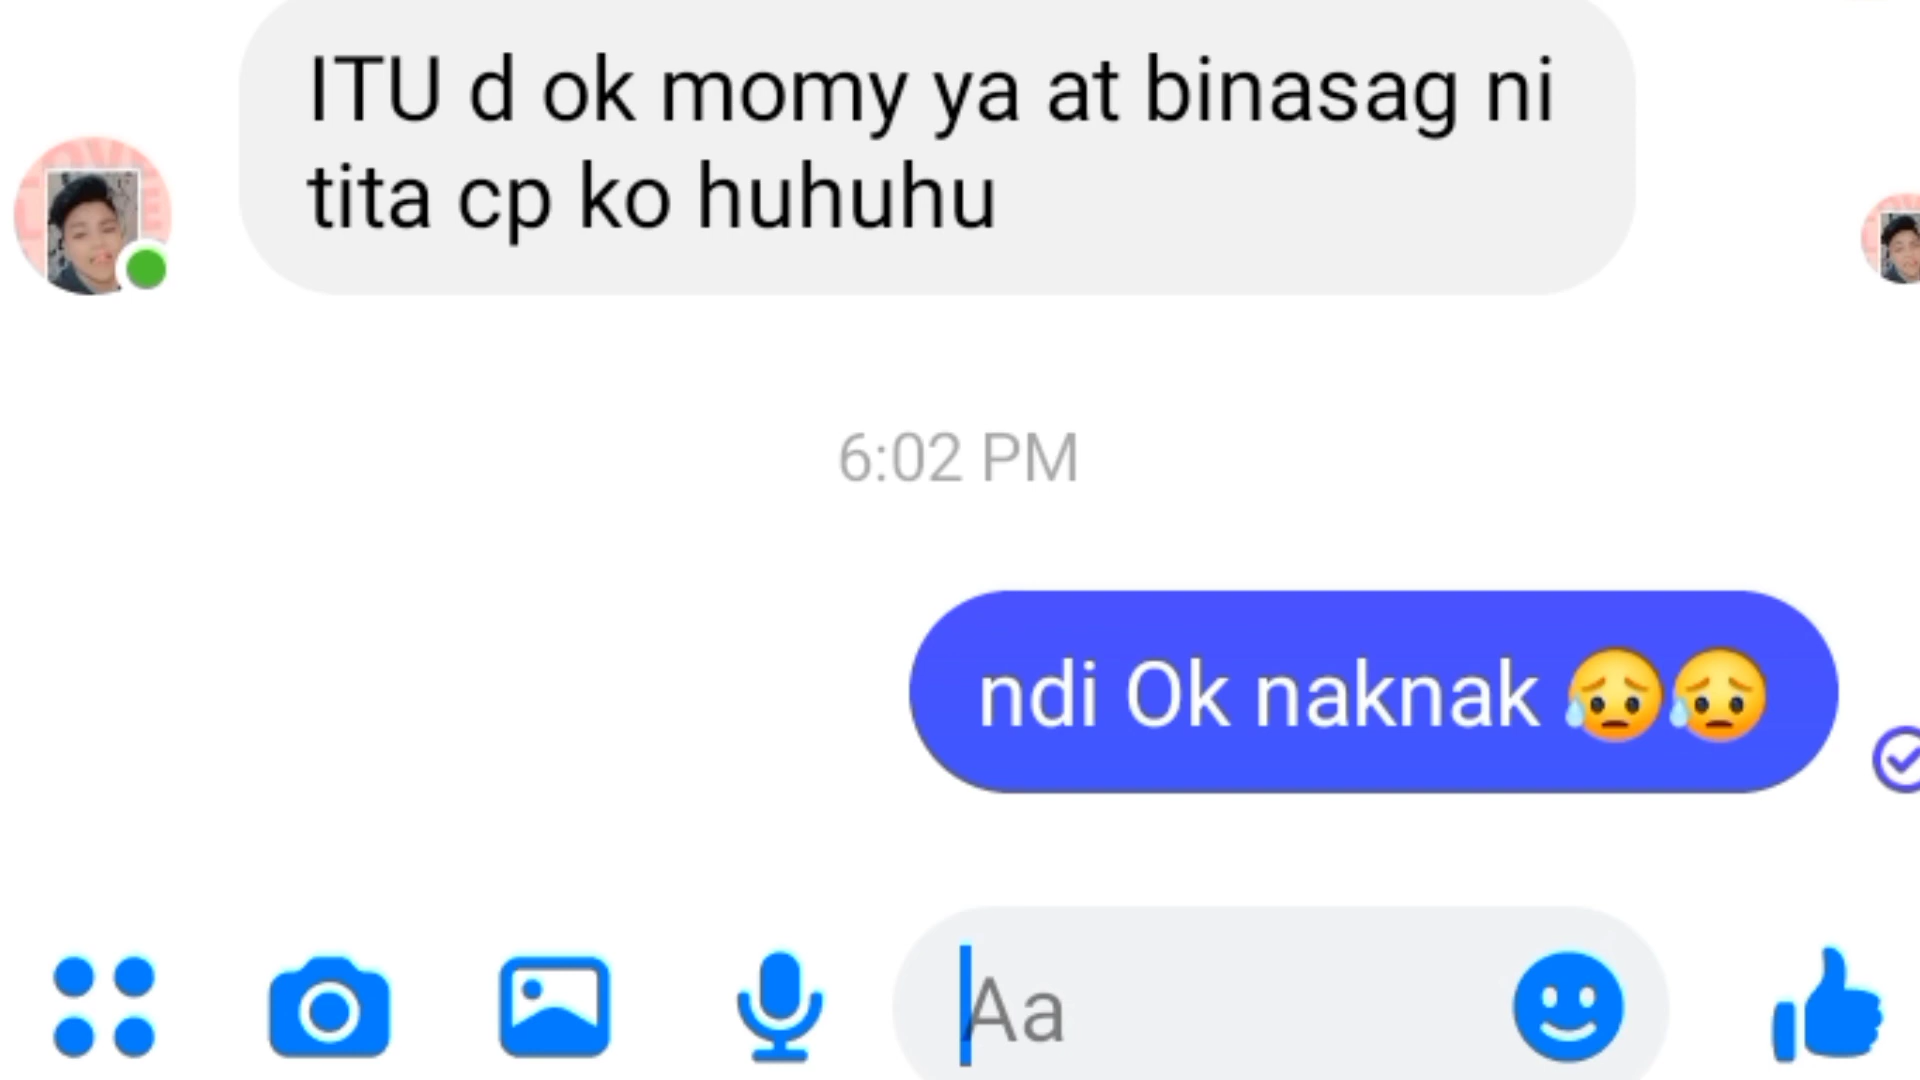 ITU d ok momy ya at binasag ni
tita cp ko huhuhu
6:02 PM
ndi Ok naknak 😥😥
Aa